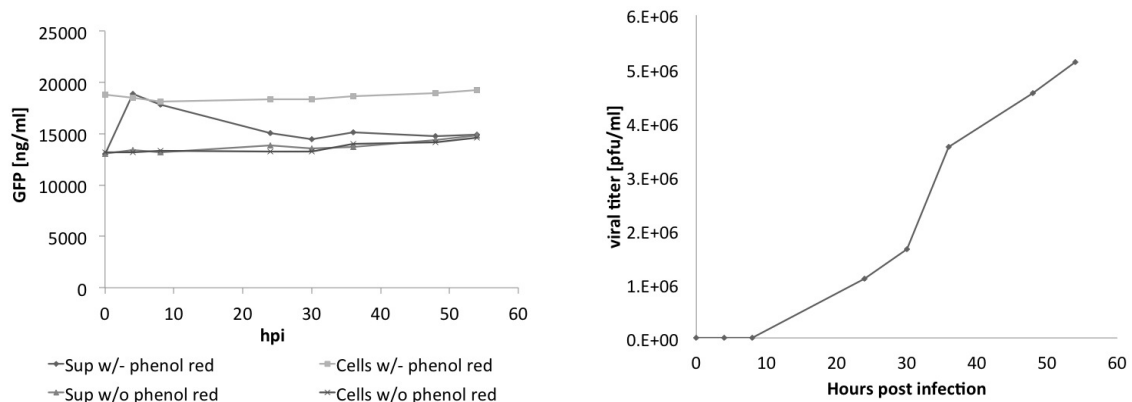 25000
20000
15000
10000
5000
0
GFP [ng/ml]
0 10 20 30 40 50 60
hpi
Sup w/- phenol red
Cells w/- phenol red
Sup w/o phenol red
Cells w/o phenol red
6.E+06
5.E+06
4.E+06
3.E+06
2.E+06
1.E+06
0.E+00
viral titer [pfu/ml]
0 10 20 30 40 50 60
Hours post infection